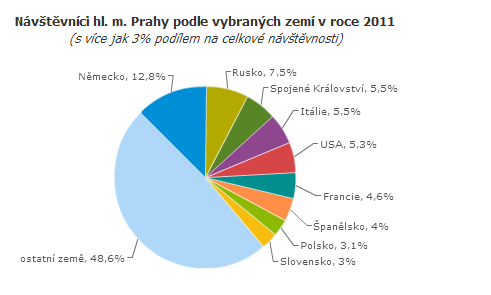 Návštěvníci hl. m. Prahy podle vybraných zemí v roce 2011
(s více jak 3% podílem na celkové návštěvnosti)
Německo, 12,8%
Rusko, 7,5%
Spojené Království, 5,5%
Itálie, 5,5%
USA, 5,3%
Francie, 4,6%
Španělsko, 4%
Polsko, 3,1%
Slovensko, 3%
ostatní země, 48,6%